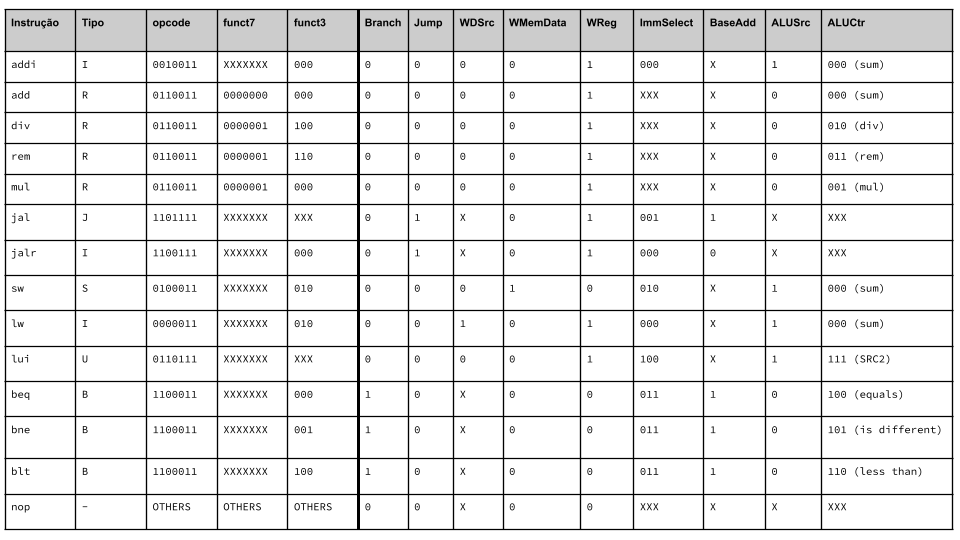 Instrução Tipo opcode funct7 funct3 Branch Jump WDSrc WMemData WReg ImmSelect BaseAdd ALUSrc ALUCtr
addi I 0010011 XXXXXXX 000 0 0 0 0 1 000 X 1 000 (sum)
add R 0110011 0000000 000 0 0 0 0 1 XXX X 0 000 (sum)
div R 0110011 0000001 100 0 0 0 0 1 XXX X 0 010 (div)
rem R 0110011 0000001 110 0 0 0 0 1 XXX X 0 011 (rem)
mul R 0110011 0000001 000 0 0 0 0 1 XXX X 0 001 (mul)
jal J 1101111 XXXXXXX XXX 0 1 X 0 1 001 1 X XXX
jalr I 1100111 XXXXXXX 000 0 1 X 0 1 000 0 X XXX
sw S 0100011 XXXXXXX 010 0 0 0 1 0 010 X 1 000 (sum)
lw I 0000011 XXXXXXX 010 0 0 1 0 1 000 X 1 000 (sum)
lui U 0110111 XXXXXXX XXX 0 0 0 0 1 100 X 1 111 (SRC2)
beq B 1100011 XXXXXXX 000 1 0 X 0 0 011 1 0 100 (equals)
bne B 1100011 XXXXXXX 001 1 0 X 0 0 011 1 0 101 (is different)
blt B 1100011 XXXXXXX 100 1 0 X 0 0 011 1 0 110 (less than)
nop – OTHERS OTHERS OTHERS 0 0 X 0 0 XXX X X XXX